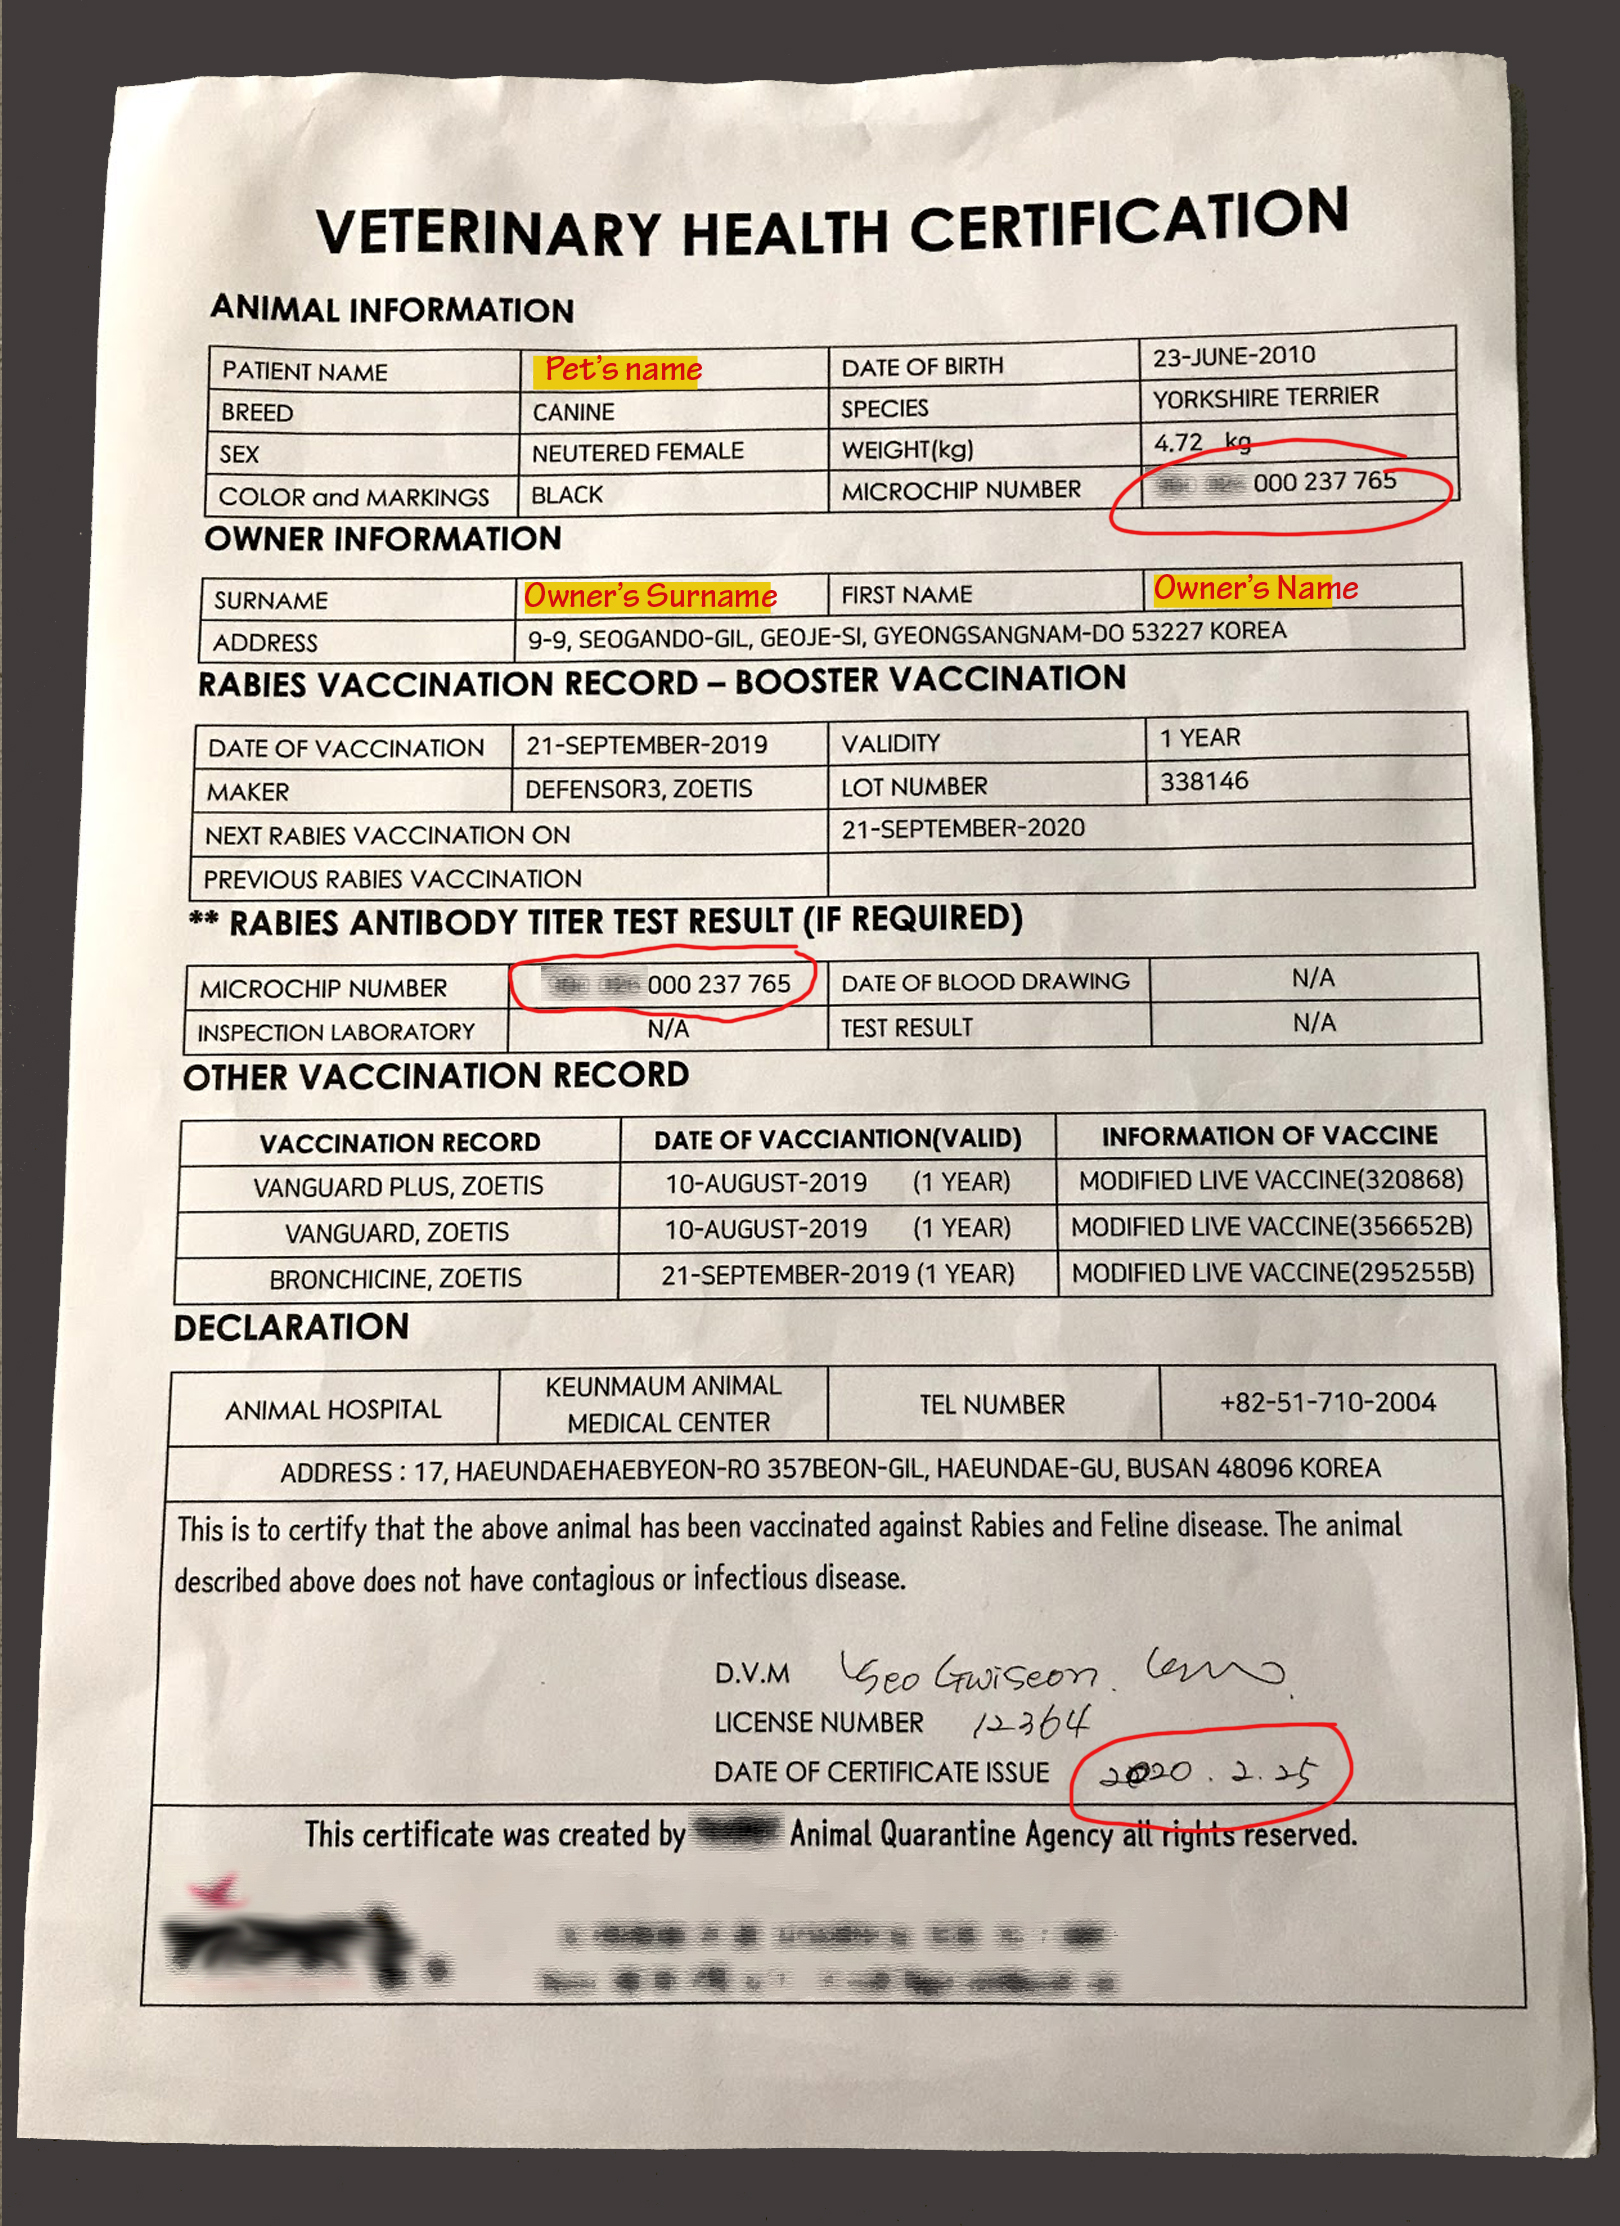 VETERINARY HEALTH CERTIFICATION
ANIMAL INFORMATION
PATIENT NAME Pet's name DATE OF BIRTH 23-JUNE-2010
BREED CANINE SPECIES YORKSHIRE TERRIER
SEX NEUTERED FEMALE WEIGHT(kg) 4.72 kg
COLOR and MARKINGS BLACK MICROCHIP NUMBER 000 237 765
OWNER INFORMATION
SURNAME Owner's Surname FIRST NAME Owner's Name
ADDRESS 9-9, SEOGANDO-GIL, GEOJE-SI, GYEONGSANGNAM-DO 53227 KOREA
RABIES VACCINATION RECORD – BOOSTER VACCINATION
DATE OF VACCINATION 21-SEPTEMBER-2019 VALIDITY 1 YEAR
MAKER DEFENSOR3, ZOETIS LOT NUMBER 338146
NEXT RABIES VACCINATION ON 21-SEPTEMBER-2020
PREVIOUS RABIES VACCINATION
** RABIES ANTIBODY TITER TEST RESULT (IF REQUIRED)
MICROCHIP NUMBER 000 237 765 DATE OF BLOOD DRAWING N/A
INSPECTION LABORATORY N/A TEST RESULT N/A
OTHER VACCINATION RECORD
VACCINATION RECORD DATE OF VACCIANTION(VALID) INFORMATION OF VACCINE
VANGUARD PLUS, ZOETIS 10-AUGUST-2019 (1 YEAR) MODIFIED LIVE VACCINE(320868)
VANGUARD, ZOETIS 10-AUGUST-2019 (1 YEAR) MODIFIED LIVE VACCINE(356652B)
BRONCHICINE, ZOETIS 21-SEPTEMBER-2019 (1 YEAR) MODIFIED LIVE VACCINE(295255B)
DECLARATION
ANIMAL HOSPITAL KEUNMAUM ANIMAL MEDICAL CENTER TEL NUMBER +82-51-710-2004
ADDRESS : 17, HAEUNDAEHAEBYEON-RO 357BEON-GIL, HAEUNDAE-GU, BUSAN 48096 KOREA
This is to certify that the above animal has been vaccinated against Rabies and Feline disease. The animal
described above does not have contagious or infectious disease.
D.V.M Yeo Gwiseon.
LICENSE NUMBER 12364
DATE OF CERTIFICATE ISSUE 2020.2.25
This certificate was created by Animal Quarantine Agency all rights reserved.